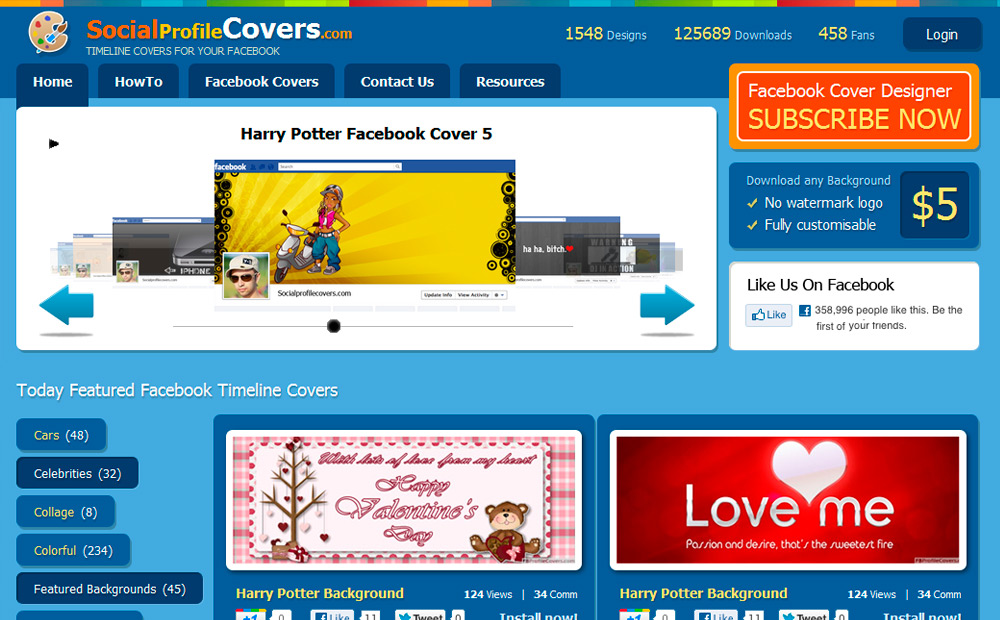 SocialProfileCovers.com
TIMELINE COVERS FOR YOUR FACEBOOK
1548 Designs
125689 Downloads
458 Fans
Login
Home
HowTo
Facebook Covers
Contact Us
Resources
Harry Potter Facebook Cover 5
facebook
Search
IPHONE
ha ha, bitch.
WARNING
Socialprofilecovers.com
Update Info
View Activity
Facebook Cover Designer
SUBSCRIBE NOW
Download any Background
No watermark logo
Fully customisable
$5
Like Us On Facebook
Like
358,996 people like this. Be the
first of your friends.
Today Featured Facebook Timeline Covers
Cars (48)
Celebrities (32)
Collage (8)
Colorful (234)
Featured Backgrounds (45)
With lots of love from my heart
Happy
Valentine's
Day
Harry Potter Background
124 Views | 34 Comm
+1 0
Like 11
Tweet 0
Install now!
Love me
Passion and desire, that's the sweetest fire
Harry Potter Background
124 Views | 34 Comm
+1 0
Like 11
Tweet 0
Install now!